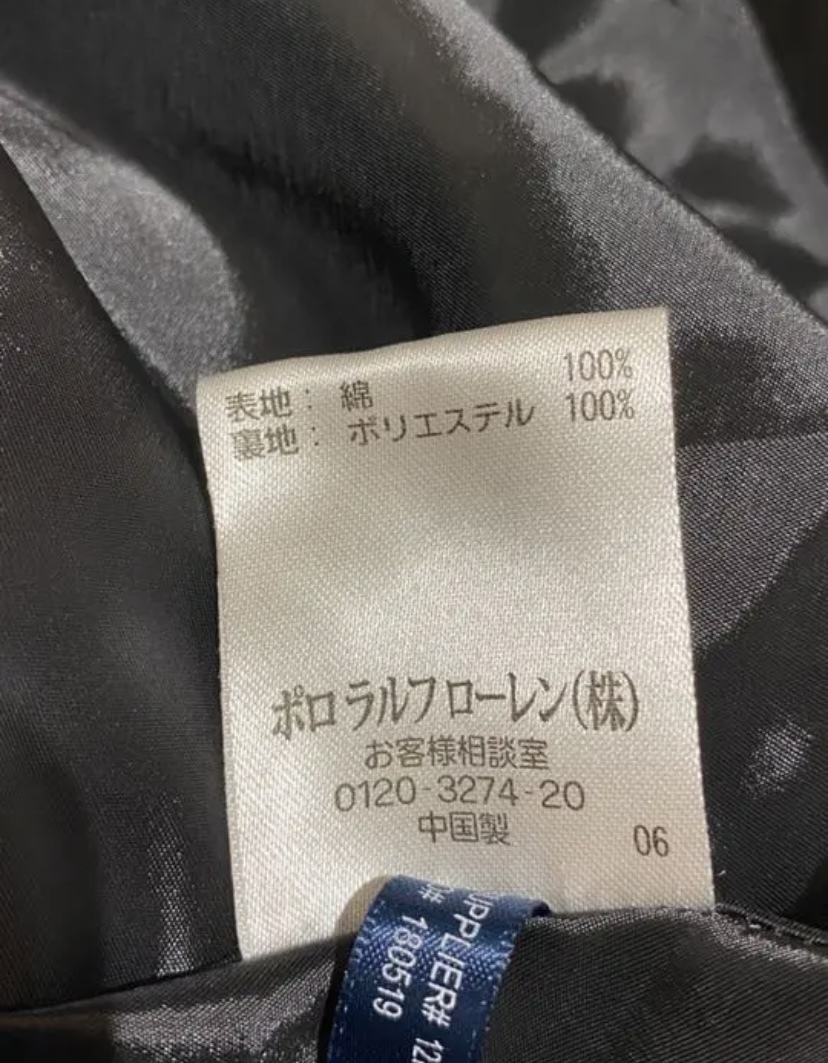 表地： 綿 100%
裏地： ポリエステル 100%
ポロ ラルフ ローレン(株)
お客様相談室
0120-3274-20
中国製
06
SUPPLIER#
180519